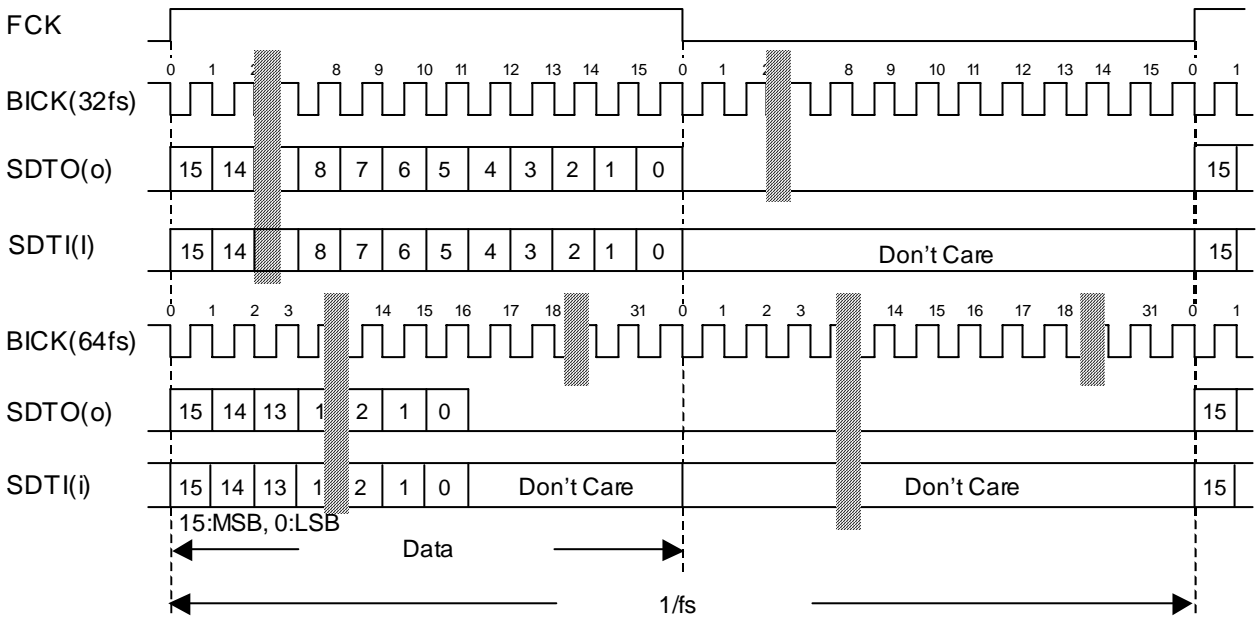 FCK
0 1 2 8 9 10 11 12 13 14 15 0 1 2 8 9 10 11 12 13 14 15 0 1
BICK(32fs)
SDTO(o) 15 14 8 7 6 5 4 3 2 1 0 15
SDTI(I) 15 14 8 7 6 5 4 3 2 1 0 Don't Care 15
0 1 2 3 14 15 16 17 18 31 0 1 2 3 14 15 16 17 18 31 0 1
BICK(64fs)
SDTO(o) 15 14 13 1 2 1 0 15
SDTI(i) 15 14 13 1 2 1 0 Don't Care Don't Care 15
15:MSB, 0:LSB
Data
1/fs